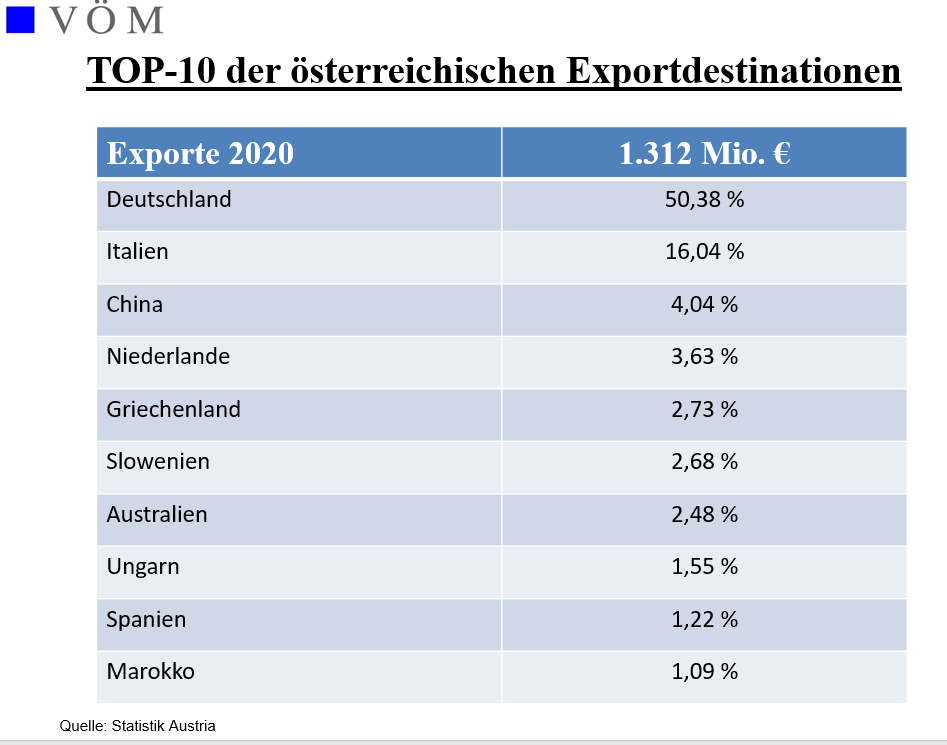 VÖM
TOP-10 der österreichischen Exportdestinationen
Exporte 2020 1.312 Mio. €
Deutschland 50,38 %
Italien 16,04 %
China 4,04 %
Niederlande 3,63 %
Griechenland 2,73 %
Slowenien 2,68 %
Australien 2,48 %
Ungarn 1,55 %
Spanien 1,22 %
Marokko 1,09 %
Quelle: Statistik Austria